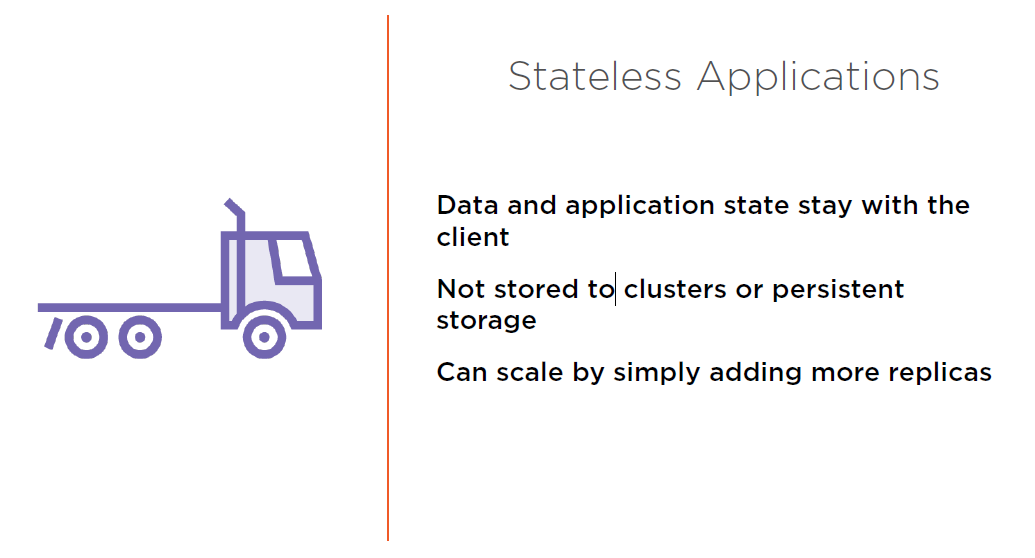 Stateless Applications
Data and application state stay with the
client
Not stored to clusters or persistent
storage
Can scale by simply adding more replicas